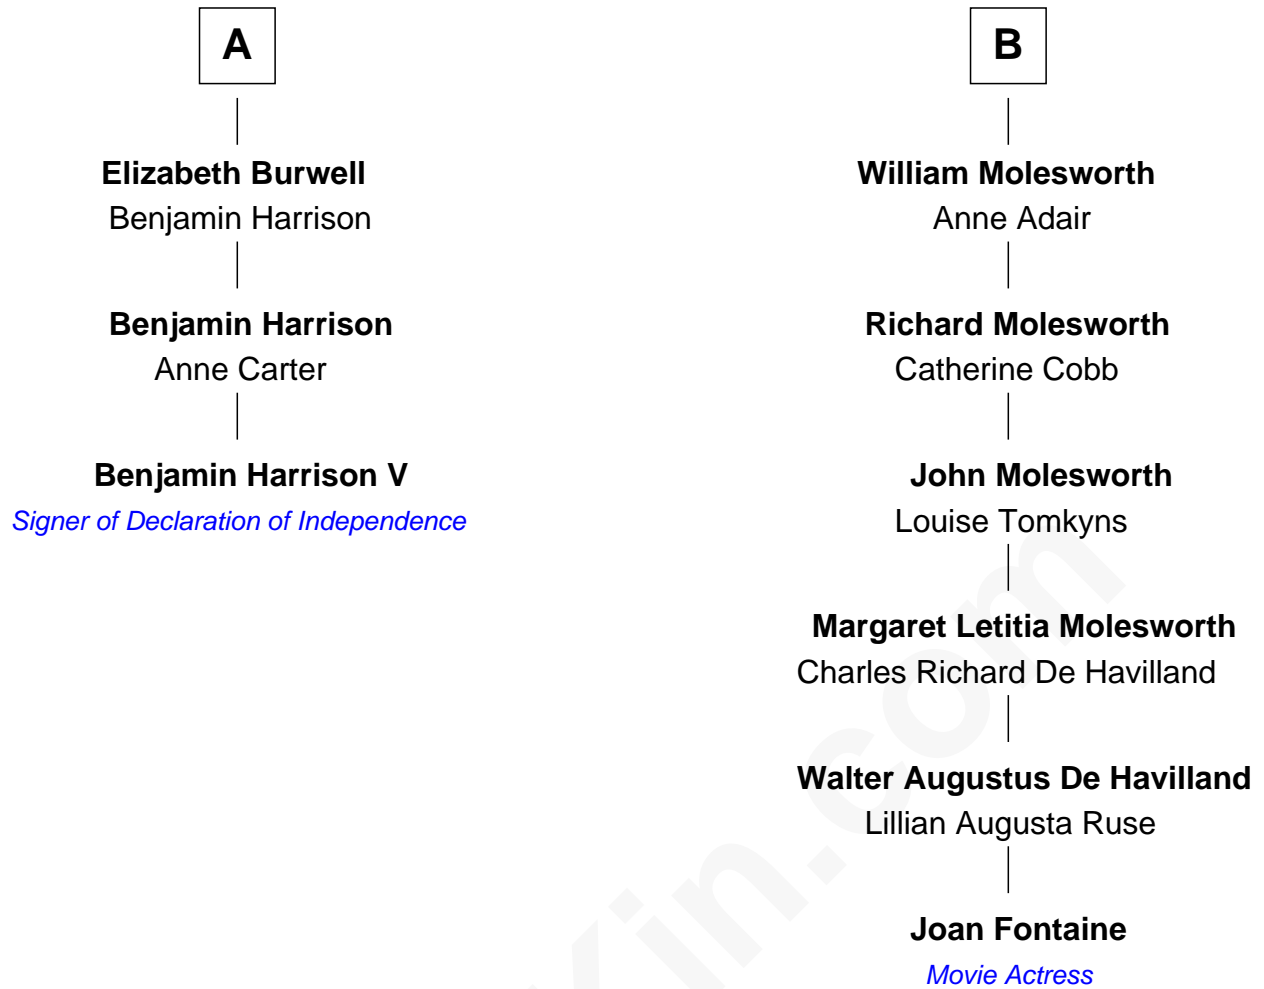 A
Elizabeth Burwell
Benjamin Harrison
Benjamin Harrison
Anne Carter
Benjamin Harrison V
Signer of Declaration of Independence
B
William Molesworth
Anne Adair
Richard Molesworth
Catherine Cobb
John Molesworth
Louise Tomkyns
Margaret Letitia Molesworth
Charles Richard De Havilland
Walter Augustus De Havilland
Lillian Augusta Ruse
Joan Fontaine
Movie Actress